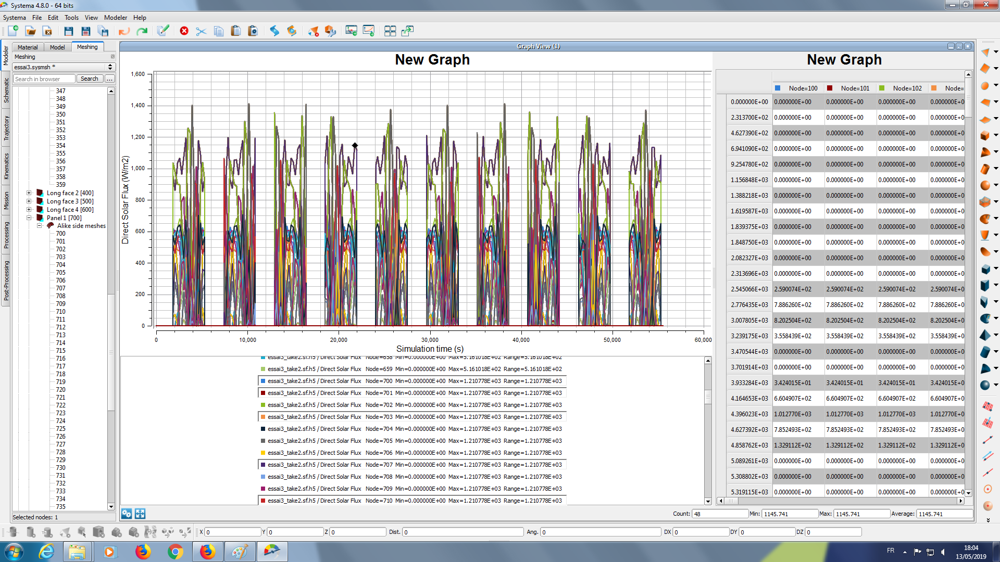 Systema 4.8.0 - 64 bits
Systema File Edit Tools View Modeler Help
Modeler
Schematic
Trajectory
Kinematics
Mission
Processing
Post-Processing
Material Model Meshing
Meshing
essai3.sysmsh *
Search in browser Search ...
347
348
349
350
351
352
353
354
355
356
357
358
359
Long face 2 [400]
Long face 3 [500]
Long face 4 [600]
Panel 1 [700]
Alike side meshes
700
701
702
703
704
705
706
707
708
709
710
711
712
713
714
715
716
717
718
719
720
721
722
723
724
725
726
727
728
729
730
731
732
733
734
735
Selected nodes: 1
Graph View (1)
New Graph
Direct Solar Flux (W/m2)
1,600
1,400
1,200
1,000
800
600
400
200
0
0 10,000 20,000 30,000 40,000 50,000 60,000
Simulation time (s)
essai3_take2.sf.h5 / Direct Solar Flux Node=658 Min=0.000000E+00 Max=5.161018E+02 Range=5.161018E+02
essai3_take2.sf.h5 / Direct Solar Flux Node=659 Min=0.000000E+00 Max=5.161018E+02 Range=5.161018E+02
essai3_take2.sf.h5 / Direct Solar Flux Node=700 Min=0.000000E+00 Max=1.210778E+03 Range=1.210778E+03
essai3_take2.sf.h5 / Direct Solar Flux Node=701 Min=0.000000E+00 Max=1.210778E+03 Range=1.210778E+03
essai3_take2.sf.h5 / Direct Solar Flux Node=702 Min=0.000000E+00 Max=1.210778E+03 Range=1.210778E+03
essai3_take2.sf.h5 / Direct Solar Flux Node=703 Min=0.000000E+00 Max=1.210778E+03 Range=1.210778E+03
essai3_take2.sf.h5 / Direct Solar Flux Node=704 Min=0.000000E+00 Max=1.210778E+03 Range=1.210778E+03
essai3_take2.sf.h5 / Direct Solar Flux Node=705 Min=0.000000E+00 Max=1.210778E+03 Range=1.210778E+03
essai3_take2.sf.h5 / Direct Solar Flux Node=706 Min=0.000000E+00 Max=1.210778E+03 Range=1.210778E+03
essai3_take2.sf.h5 / Direct Solar Flux Node=707 Min=0.000000E+00 Max=1.210778E+03 Range=1.210778E+03
essai3_take2.sf.h5 / Direct Solar Flux Node=708 Min=0.000000E+00 Max=1.210778E+03 Range=1.210778E+03
essai3_take2.sf.h5 / Direct Solar Flux Node=709 Min=0.000000E+00 Max=1.210778E+03 Range=1.210778E+03
essai3_take2.sf.h5 / Direct Solar Flux Node=710 Min=0.000000E+00 Max=1.210778E+03 Range=1.210778E+03
New Graph
Node=100 Node=101 Node=102 Node=
0.000000E+00 0.000000E+00 0.000000E+00 0.000000E+00 0.000000E+0
2.313700E+02 0.000000E+00 0.000000E+00 0.000000E+00 0.000000E+0
4.627390E+02 0.000000E+00 0.000000E+00 0.000000E+00 0.000000E+0
6.941090E+02 0.000000E+00 0.000000E+00 0.000000E+00 0.000000E+0
9.254780E+02 0.000000E+00 0.000000E+00 0.000000E+00 0.000000E+0
1.156848E+03 0.000000E+00 0.000000E+00 0.000000E+00 0.000000E+0
1.388218E+03 0.000000E+00 0.000000E+00 0.000000E+00 0.000000E+0
1.619587E+03 0.000000E+00 0.000000E+00 0.000000E+00 0.000000E+0
1.839375E+03 0.000000E+00 0.000000E+00 0.000000E+00 0.000000E+0
1.848750E+03 0.000000E+00 0.000000E+00 0.000000E+00 0.000000E+0
2.082327E+03 0.000000E+00 0.000000E+00 0.000000E+00 0.000000E+0
2.313696E+03 0.000000E+00 0.000000E+00 0.000000E+00 0.000000E+0
2.545066E+03 2.590074E+02 2.590074E+02 2.590074E+02 2.590074E+0
2.776435E+03 7.886260E+02 7.886260E+02 7.886260E+02 7.886260E+0
3.007805E+03 8.202504E+02 8.202504E+02 8.202504E+02 8.202504E+0
3.239175E+03 3.558439E+02 3.558439E+02 3.558439E+02 3.558439E+0
3.470544E+03 0.000000E+00 0.000000E+00 0.000000E+00 0.000000E+0
3.701914E+03 0.000000E+00 0.000000E+00 0.000000E+00 0.000000E+0
3.933284E+03 3.424015E+01 3.424015E+01 3.424015E+01 3.424015E+0
4.164653E+03 6.604907E+02 6.604907E+02 6.604907E+02 6.604907E+0
4.396023E+03 1.012770E+03 1.012770E+03 1.012770E+03 1.012770E+0
4.627392E+03 7.852493E+02 7.852493E+02 7.852493E+02 7.852493E+0
4.858762E+03 1.329112E+02 1.329112E+02 1.329112E+02 1.329112E+0
5.089261E+03 0.000000E+00 0.000000E+00 0.000000E+00 0.000000E+0
5.308802E+03 0.000000E+00 0.000000E+00 0.000000E+00 0.000000E+0
5.319115E+03 0.000000E+00 0.000000E+00 0.000000E+00 0.000000E+0
Count: 48 Min: 1145.741 Max: 1145.741 Average: 1145.741
X 0 Y 0 Z 0 Dist. 0 Ang. 0 DX 0 DY 0 DZ 0
FR
18:04
13/05/2019